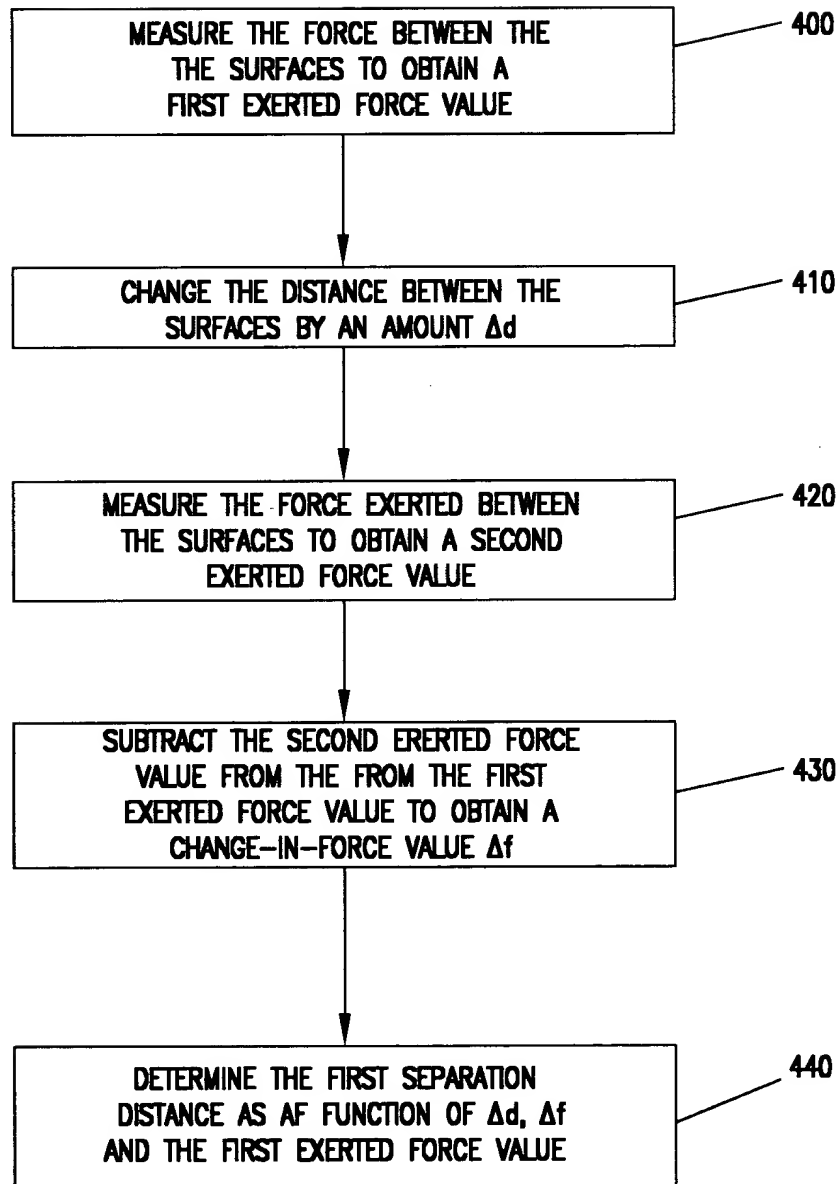 MEASURE THE FORCE BETWEEN THE
THE SURFACES TO OBTAIN A
FIRST EXERTED FORCE VALUE
400
CHANGE THE DISTANCE BETWEEN THE
SURFACES BY AN AMOUNT Δd
410
MEASURE THE FORCE EXERTED BETWEEN
THE SURFACES TO OBTAIN A SECOND
EXERTED FORCE VALUE
420
SUBTRACT THE SECOND ERERTED FORCE
VALUE FROM THE FROM THE FIRST
EXERTED FORCE VALUE TO OBTAIN A
CHANGE-IN-FORCE VALUE Δf
430
DETERMINE THE FIRST SEPARATION
DISTANCE AS AF FUNCTION OF Δd, Δf
AND THE FIRST EXERTED FORCE VALUE
440